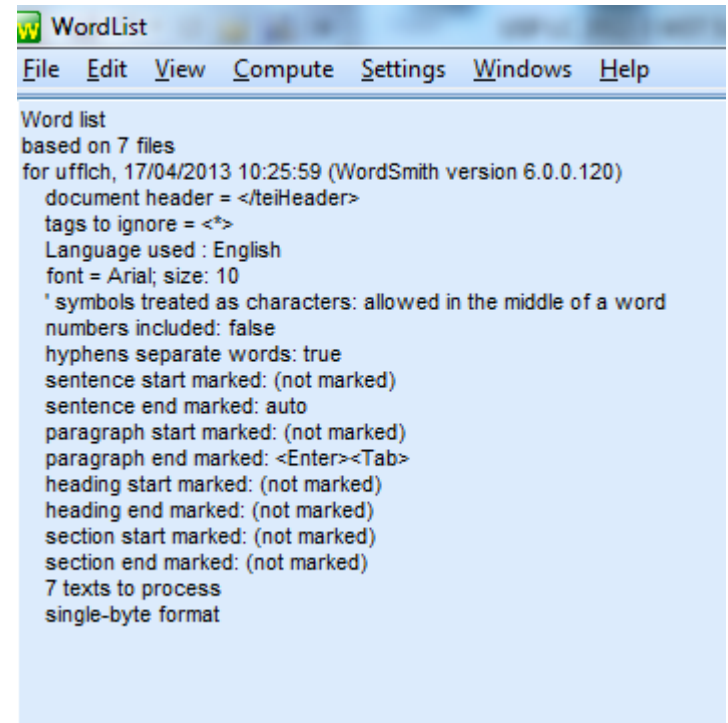 WordList
File Edit View Compute Settings Windows Help
Word list
based on 7 files
for ufflch, 17/04/2013 10:25:59 (WordSmith version 6.0.0.120)
document header = </teiHeader>
tags to ignore = <*>
Language used : English
font = Arial; size: 10
' symbols treated as characters: allowed in the middle of a word
numbers included: false
hyphens separate words: true
sentence start marked: (not marked)
sentence end marked: auto
paragraph start marked: (not marked)
paragraph end marked: <Enter><Tab>
heading start marked: (not marked)
heading end marked: (not marked)
section start marked: (not marked)
section end marked: (not marked)
7 texts to process
single-byte format